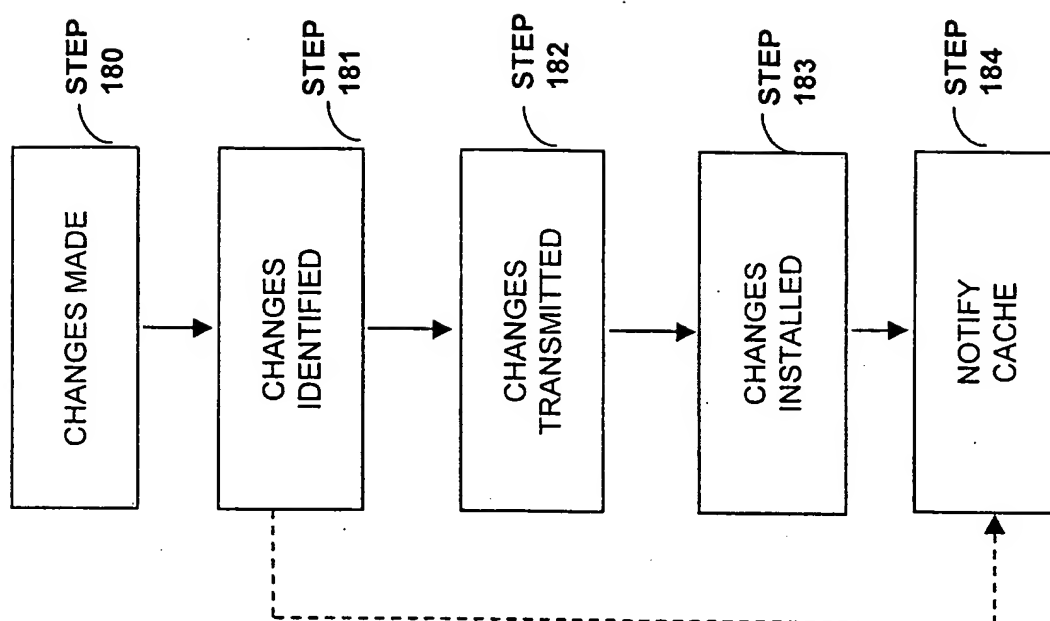 CHANGES MADE
STEP
180
CHANGES
IDENTIFIED
STEP
181
CHANGES
TRANSMITTED
STEP
182
CHANGES
INSTALLED
STEP
183
NOTIFY
CACHE
STEP
184